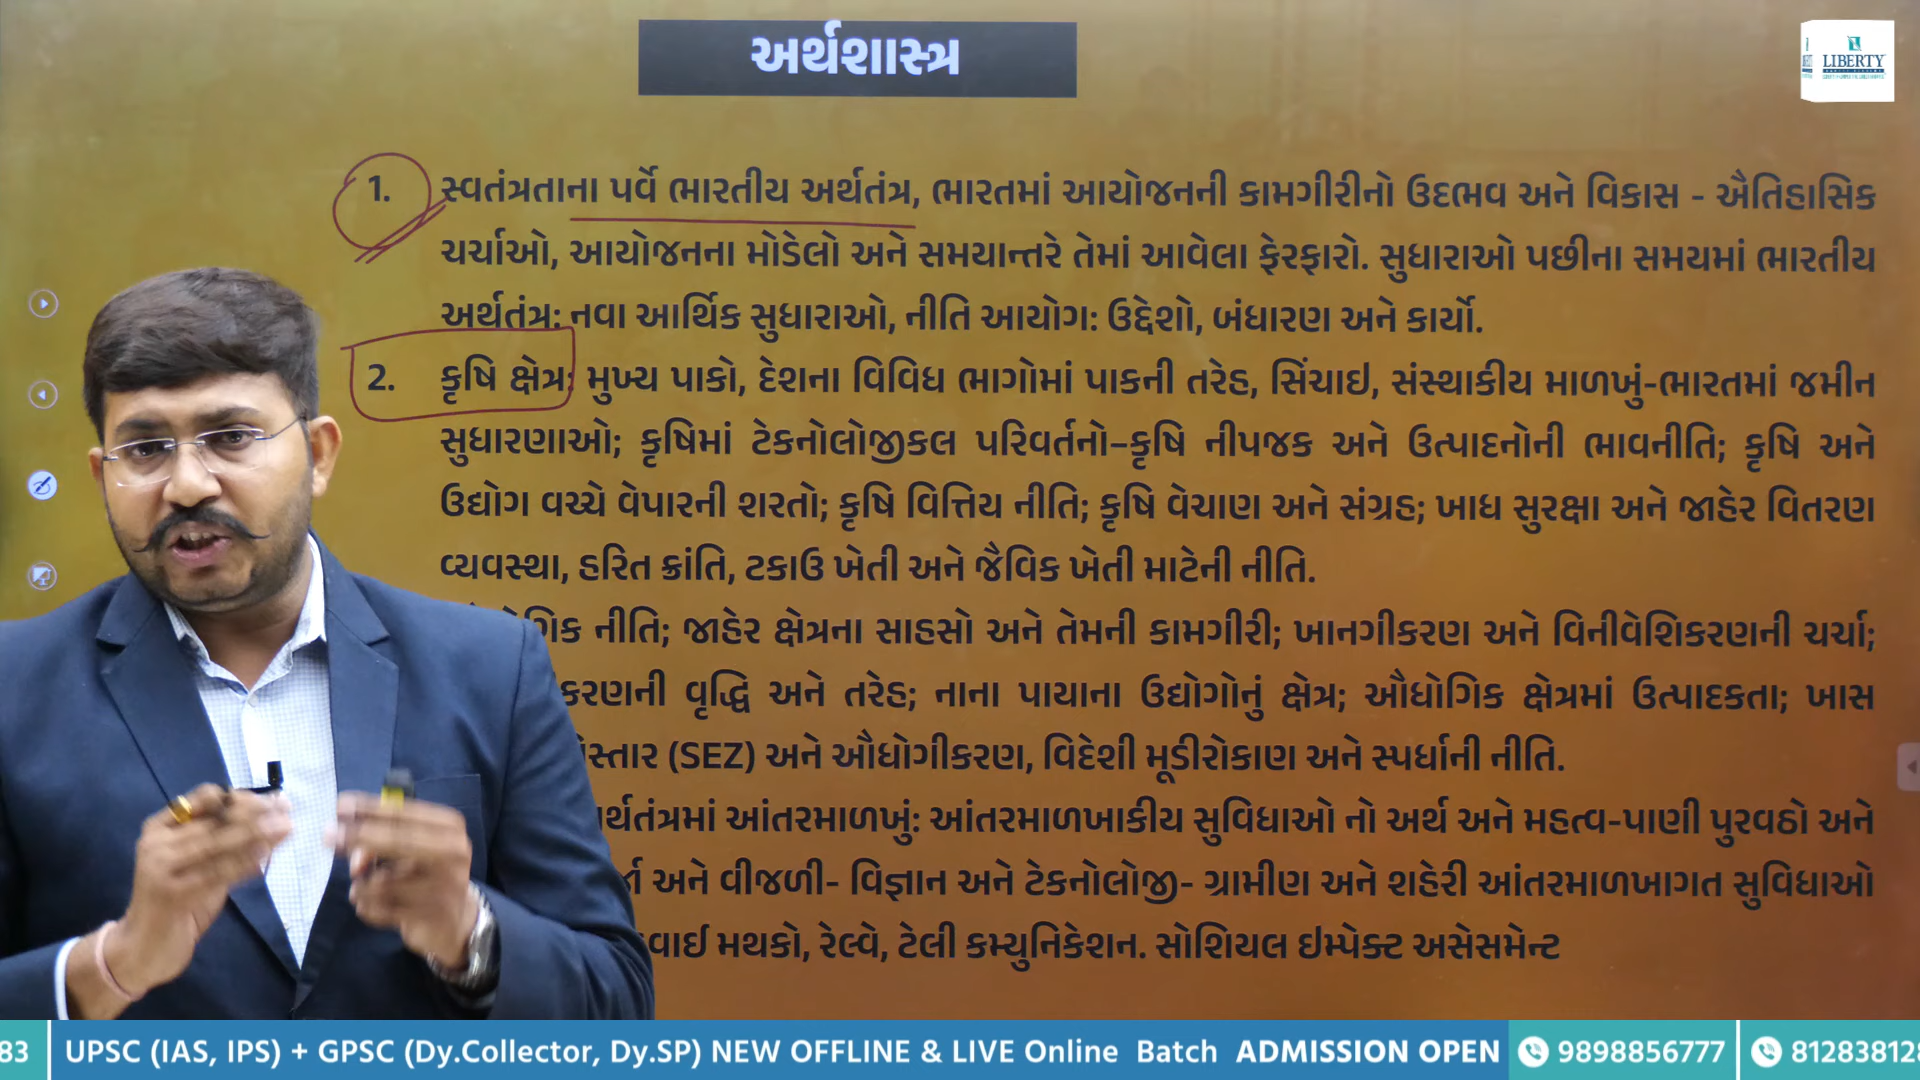 અર્થશાસ્ત્ર
LIBERTY
1. સ્વતંત્રતાના પર્વે ભારતીય અર્થતંત્ર, ભારતમાં આયોજનની કામગીરીનો ઉદભવ અને વિકાસ - ઐતિહાસિક
ચર્ચાઓ, આયોજનના મોડેલો અને સમયાન્તરે તેમાં આવેલા ફેરફારો. સુધારાઓ પછીના સમયમાં ભારતીય
અર્થતંત્ર: નવા આર્થિક સુધારાઓ, નીતિ આયોગ: ઉદ્દેશો, બંધારણ અને કાર્યો.
2. કૃષિ ક્ષેત્ર: મુખ્ય પાકો, દેશના વિવિધ ભાગોમાં પાકની તરેહ, સિંચાઇ, સંસ્થાકીય માળખું-ભારતમાં જમીન
સુધારણાઓ; કૃષિમાં ટેકનોલોજીકલ પરિવર્તનો–કૃષિ નીપજક અને ઉત્પાદનોની ભાવનીતિ; કૃષિ અને
ઉદ્યોગ વચ્ચે વેપારની શરતો; કૃષિ વિત્તિય નીતિ; કૃષિ વેચાણ અને સંગ્રહ; ખાધ સુરક્ષા અને જાહેર વિતરણ
વ્યવસ્થા, હરિત ક્રાંતિ, ટકાઉ ખેતી અને જૈવિક ખેતી માટેની નીતિ.
નીતિ; જાહેર ક્ષેત્રના સાહસો અને તેમની કામગીરી; ખાનગીકરણ અને વિનીવેશિકરણની ચર્ચા;
કરણની વૃદ્ધિ અને તરેહ; નાના પાયાના ઉદ્યોગોનું ક્ષેત્ર; ઔધોગિક ક્ષેત્રમાં ઉત્પાદકતા; ખાસ
સ્તાર (SEZ) અને ઔધોગીકરણ, વિદેશી મૂડીરોકાણ અને સ્પર્ધાની નીતિ.
ર્થતંત્રમાં આંતરમાળખું: આંતરમાળખાકીય સુવિધાઓ નો અર્થ અને મહત્વ-પાણી પુરવઠો અને
અને વીજળી- વિજ્ઞાન અને ટેકનોલોજી- ગ્રામીણ અને શહેરી આંતરમાળખાગત સુવિધાઓ
વાઈ મથકો, રેલ્વે, ટેલી કમ્યુનિકેશન. સોશિયલ ઇમ્પેક્ટ અસેસમેન્ટ
83 UPSC (IAS, IPS) + GPSC (Dy.Collector, Dy.SP) NEW OFFLINE & LIVE Online Batch ADMISSION OPEN 9898856777 812838128